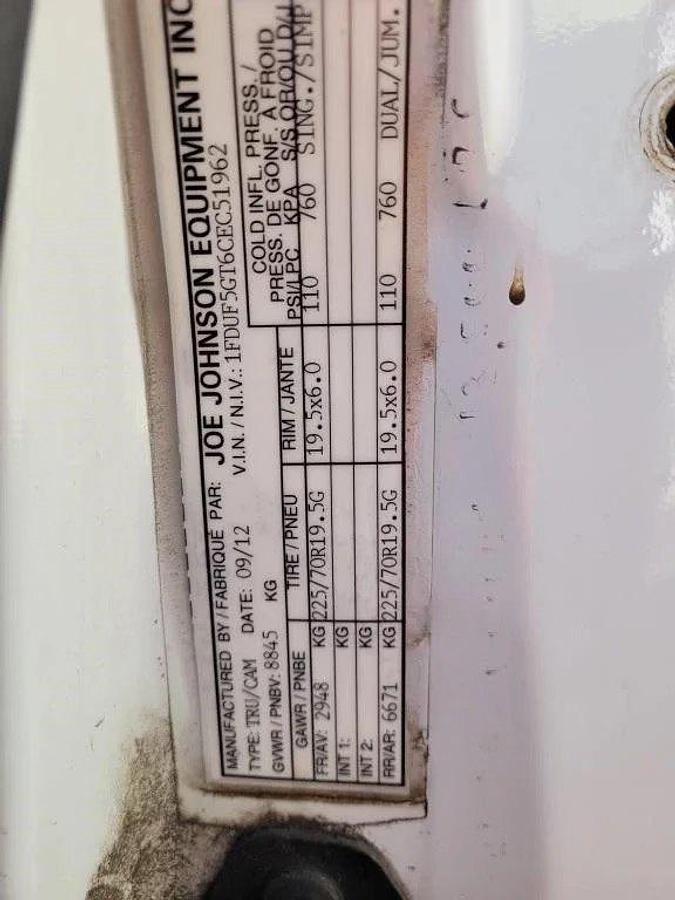 MANUFACTURED BY / FABRIQUÉ PAR: JOE JOHNSON EQUIPMENT INC
TYPE: TRU/CAM DATE: 09/12 V.I.N. / N.I.V.: 1FDUF5GT6CEC51962
GVWR / PNBV: 8845 KG
GAWR / PNBE TIRE / PNEU RIM / JANTE COLD INFL. PRESS. / PRESS. DE GONF. A FROID
PSI/LPC KPA S/S OR/OU D/J
FR/AV: 2948 KG 225/70R19.5G 19.5x6.0 110 760 SING./SIMP
INT 1: KG
INT 2: KG
RR/AR: 6671 KG 225/70R19.5G 19.5x6.0 110 760 DUAL/JUM.